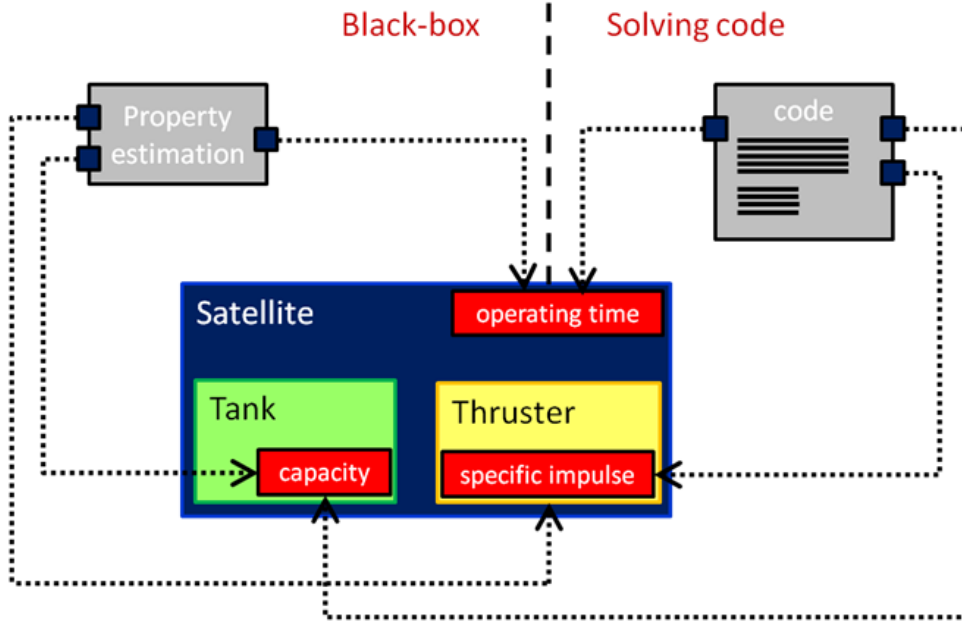 Black-box
Solving code
Property
estimation
code
Satellite
operating time
Tank
Thruster
capacity
specific impulse